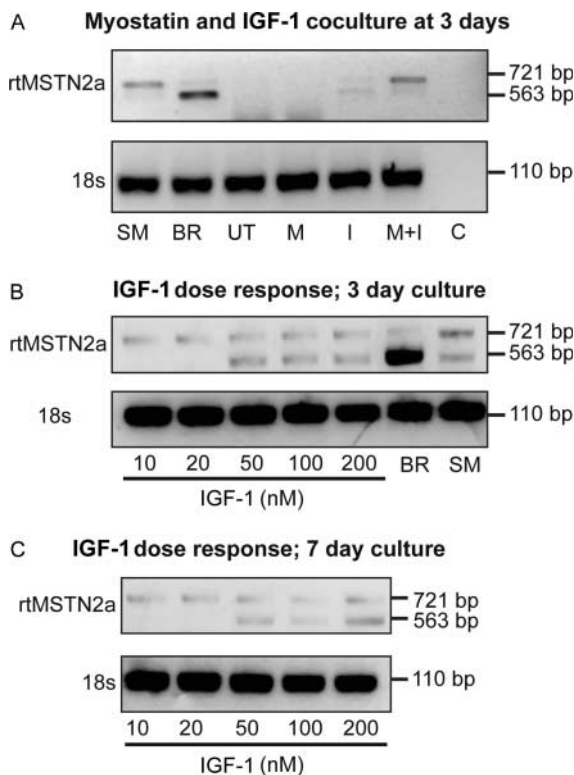 A Myostatin and IGF-1 coculture at 3 days
rtMSTN2a
721 bp
563 bp
18s
110 bp
SM BR UT M I M+I C
B IGF-1 dose response; 3 day culture
rtMSTN2a
721 bp
563 bp
18s
110 bp
10 20 50 100 200 BR SM
IGF-1 (nM)
C IGF-1 dose response; 7 day culture
rtMSTN2a
721 bp
563 bp
18s
110 bp
10 20 50 100 200
IGF-1 (nM)